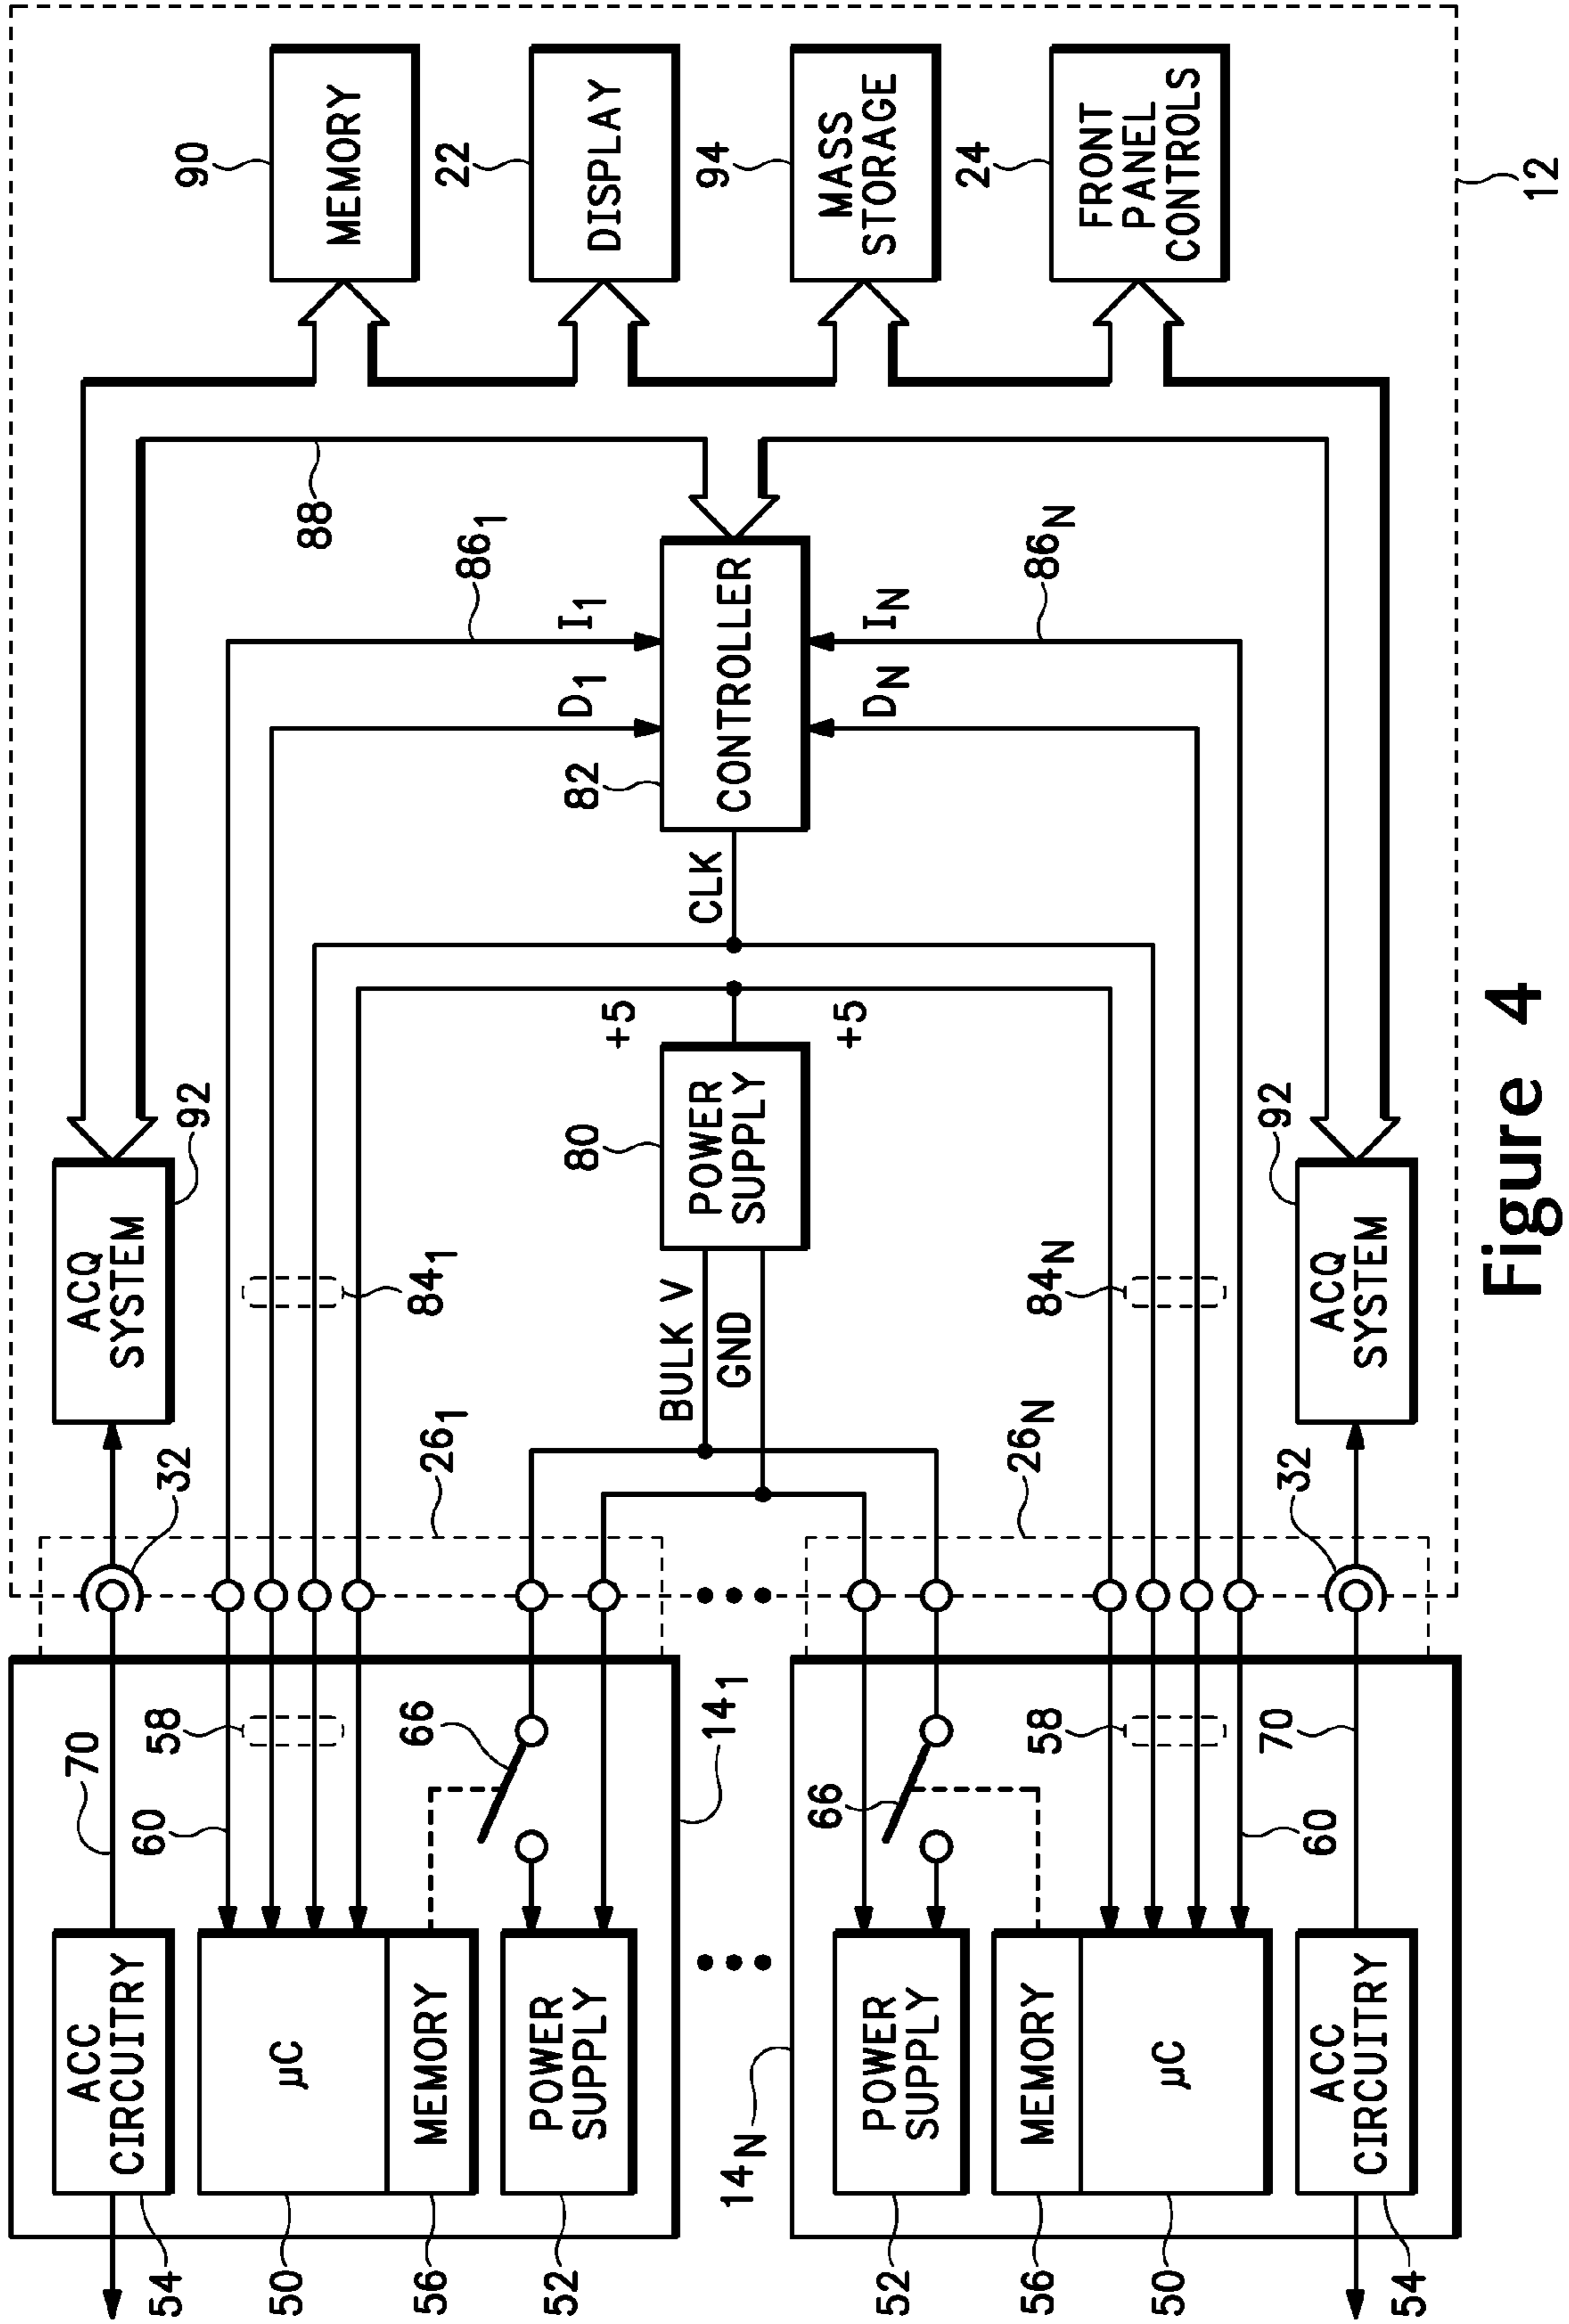 54
ACC
CIRCUITRY
70
32
ACQ
SYSTEM
92
90
MEMORY
50
μC
60
58
84₁
88
86₁
I₁
D₁
56
MEMORY
66
26₁
22
DISPLAY
52
POWER
SUPPLY
14₁
BULK V
GND
80
POWER
SUPPLY
+5
+5
CLK
82
CONTROLLER
94
MASS
STORAGE
14N
52
POWER
SUPPLY
66
26N
IN
DN
86N
24
FRONT
PANEL
CONTROLS
56
MEMORY
58
84N
50
μC
60
54
ACC
CIRCUITRY
70
32
ACQ
SYSTEM
92
12
Figure 4